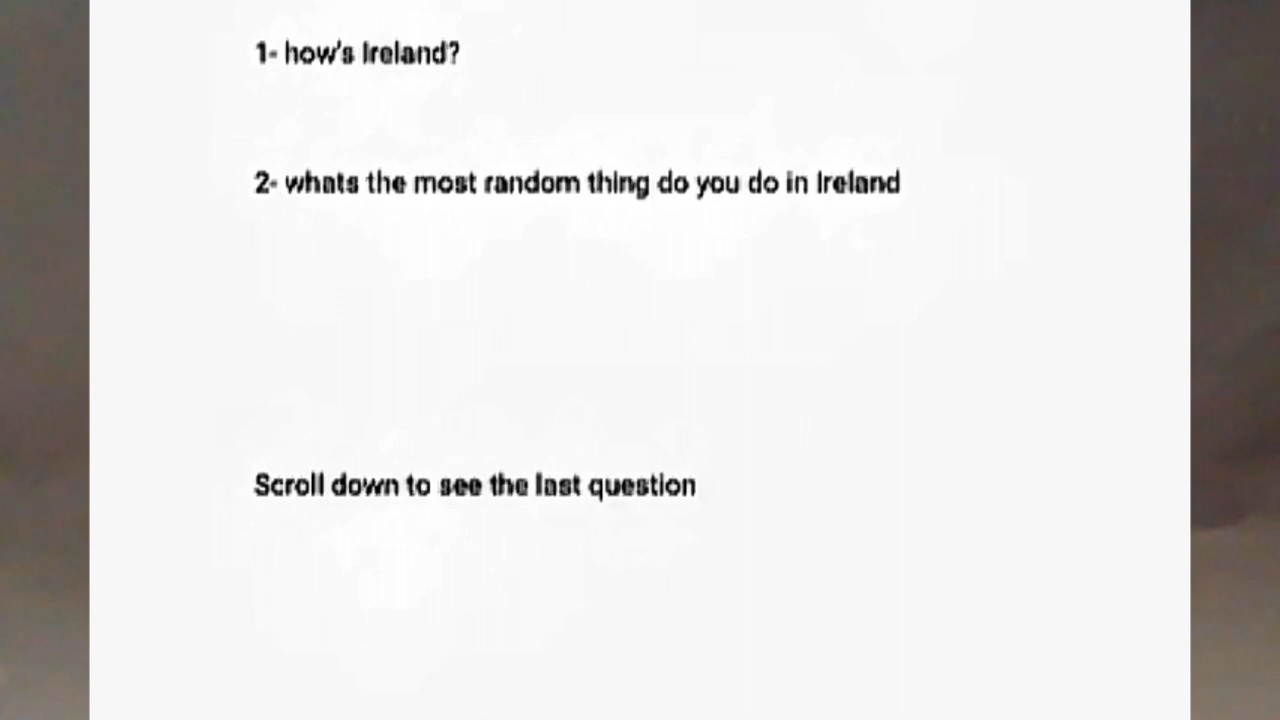 1- how's Ireland?
2- whats the most random thing do you do in Ireland
Scroll down to see the last question